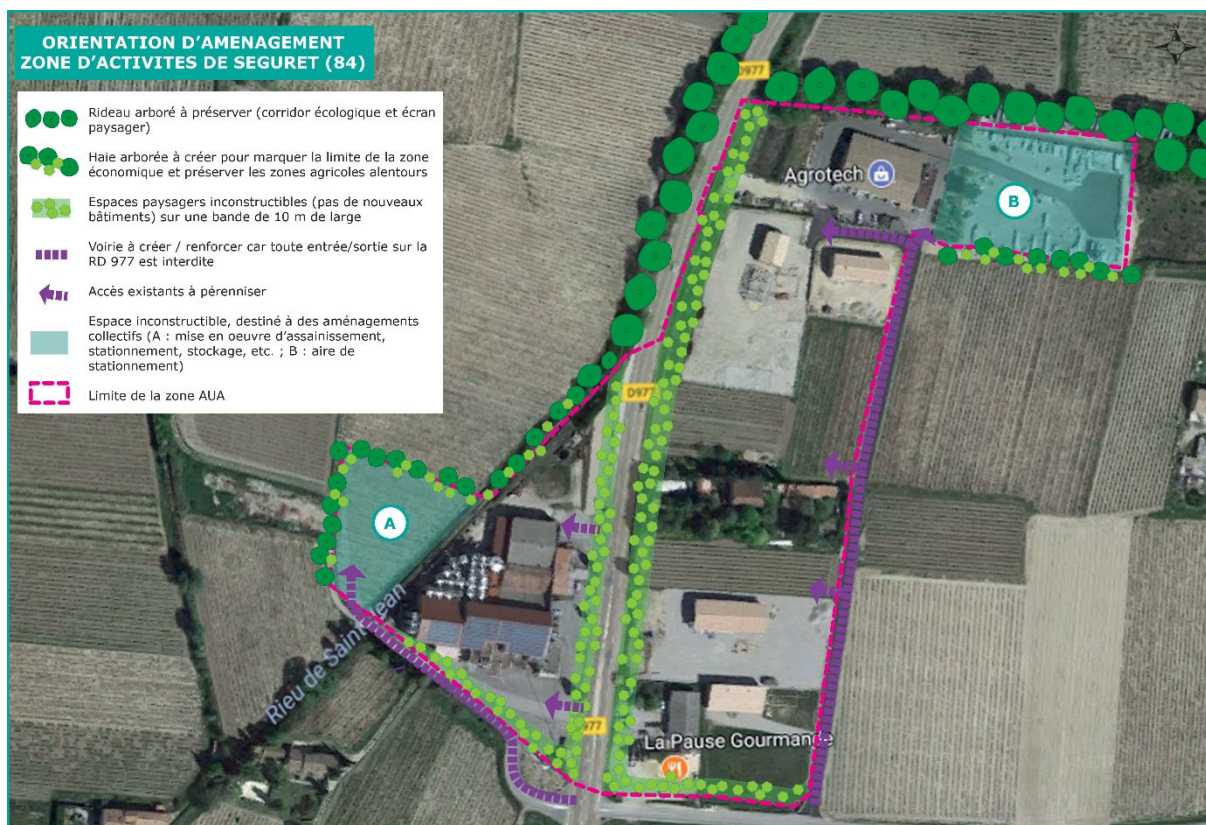 ORIENTATION D'AMENAGEMENT
ZONE D'ACTIVITES DE SEGURET (84)
N
Rideau arboré à préserver (corridor écologique et écran
paysager)
Haie arborée à créer pour marquer la limite de la zone
économique et préserver les zones agricoles alentours
Espaces paysagers inconstructibles (pas de nouveaux
bâtiments) sur une bande de 10 m de large
Voirie à créer / renforcer car toute entrée/sortie sur la
RD 977 est interdite
Accès existants à pérenniser
Espace inconstructible, destiné à des aménagements
collectifs (A : mise en oeuvre d'assainissement,
stationnement, stockage, etc. ; B : aire de
stationnement)
Limite de la zone AUA
D977
Agrotech
B
D977
A
Rieu de Saint-Jean
977
La Pause Gourmande